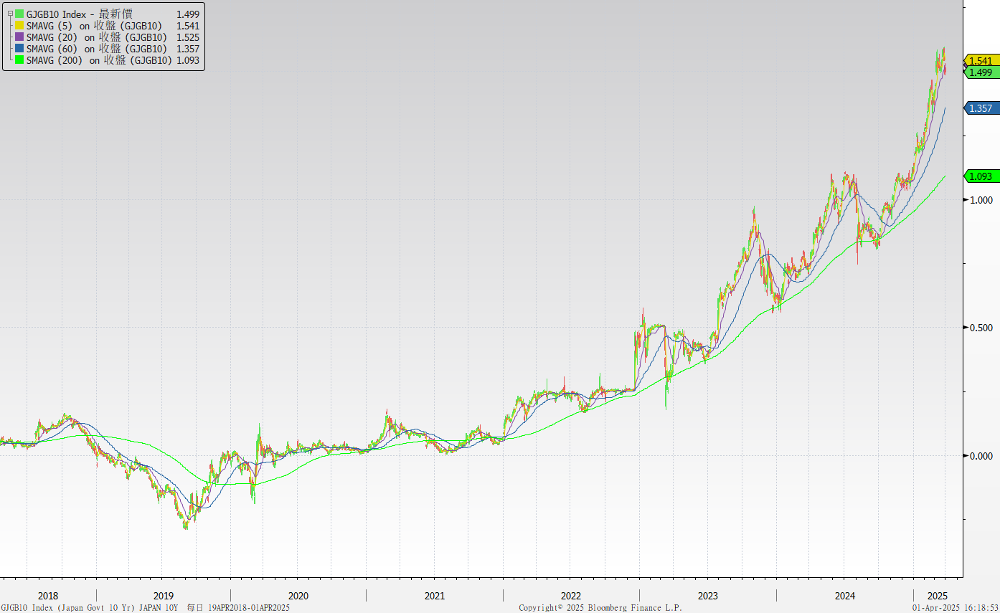 GJGB10 Index - 最新價 1.499
SMAVG (5) on 收盤 (GJGB10) 1.541
SMAVG (20) on 收盤 (GJGB10) 1.525
SMAVG (60) on 收盤 (GJGB10) 1.357
SMAVG (200) on 收盤 (GJGB10) 1.093
1.541
1.499
1.357
1.093
1.000
0.500
0.000
2018 2019 2020 2021 2022 2023 2024 2025
GJGB10 Index (Japan Govt 10 Yr) JAPAN 10Y 每日 19APR2018-01APR2025 Copyright© 2025 Bloomberg Finance L.P. 01-Apr-2025 16:18:53